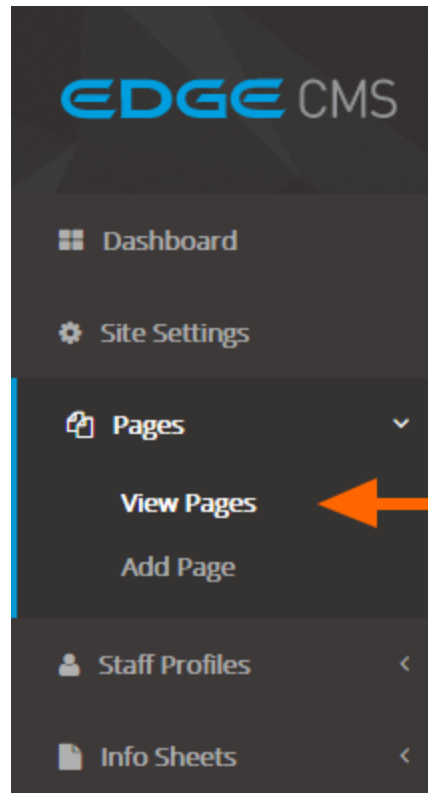 EDGE CMS
Dashboard
Site Settings
Pages
View Pages
Add Page
Staff Profiles
Info Sheets